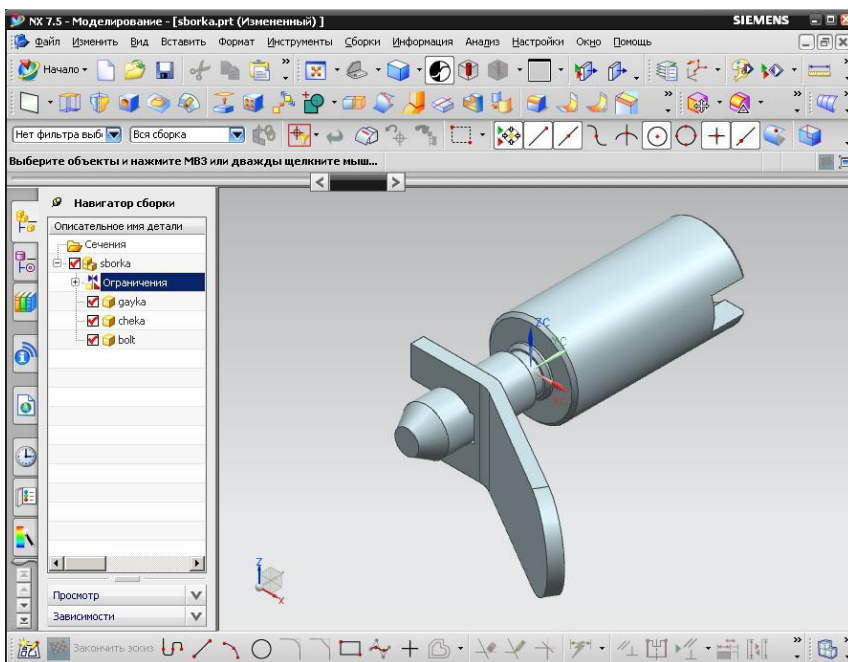 NX 7.5 - Моделирование - [sborka.prt (Измененный) ]
SIEMENS
Файл Изменить Вид Вставить Формат Инструменты Сборки Информация Анализ Настройки Окно Помощь
Начало
Нет фильтра выб
Вся сборка
Выберите объекты и нажмите МВ3 или дважды щелкните мыш...
Навигатор сборки
Описательное имя детали
Сечения
sborka
Ограничения
gayka
cheka
bolt
Просмотр
Зависимости
ZC
YC
XC
Z
X
Закончить эскиз